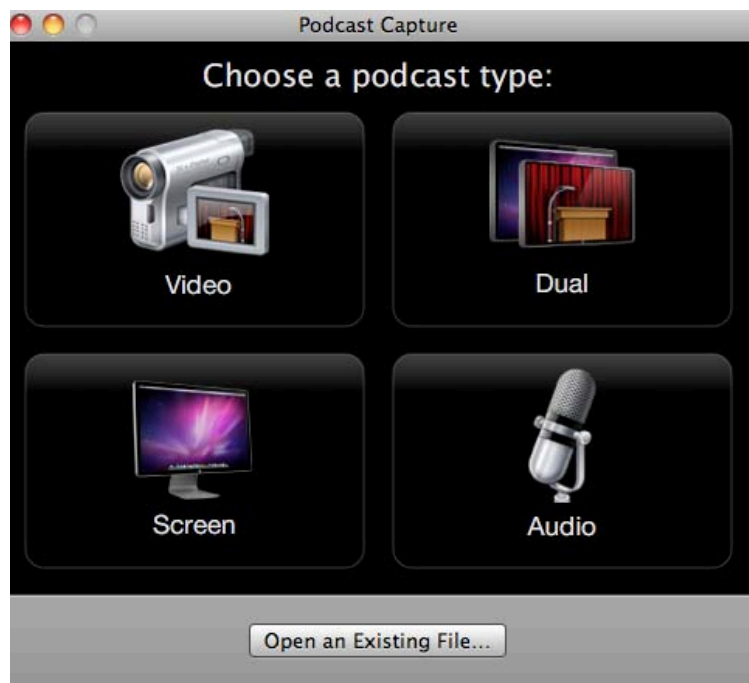 Podcast Capture
Choose a podcast type:
Video
Dual
Screen
Audio
Open an Existing File...